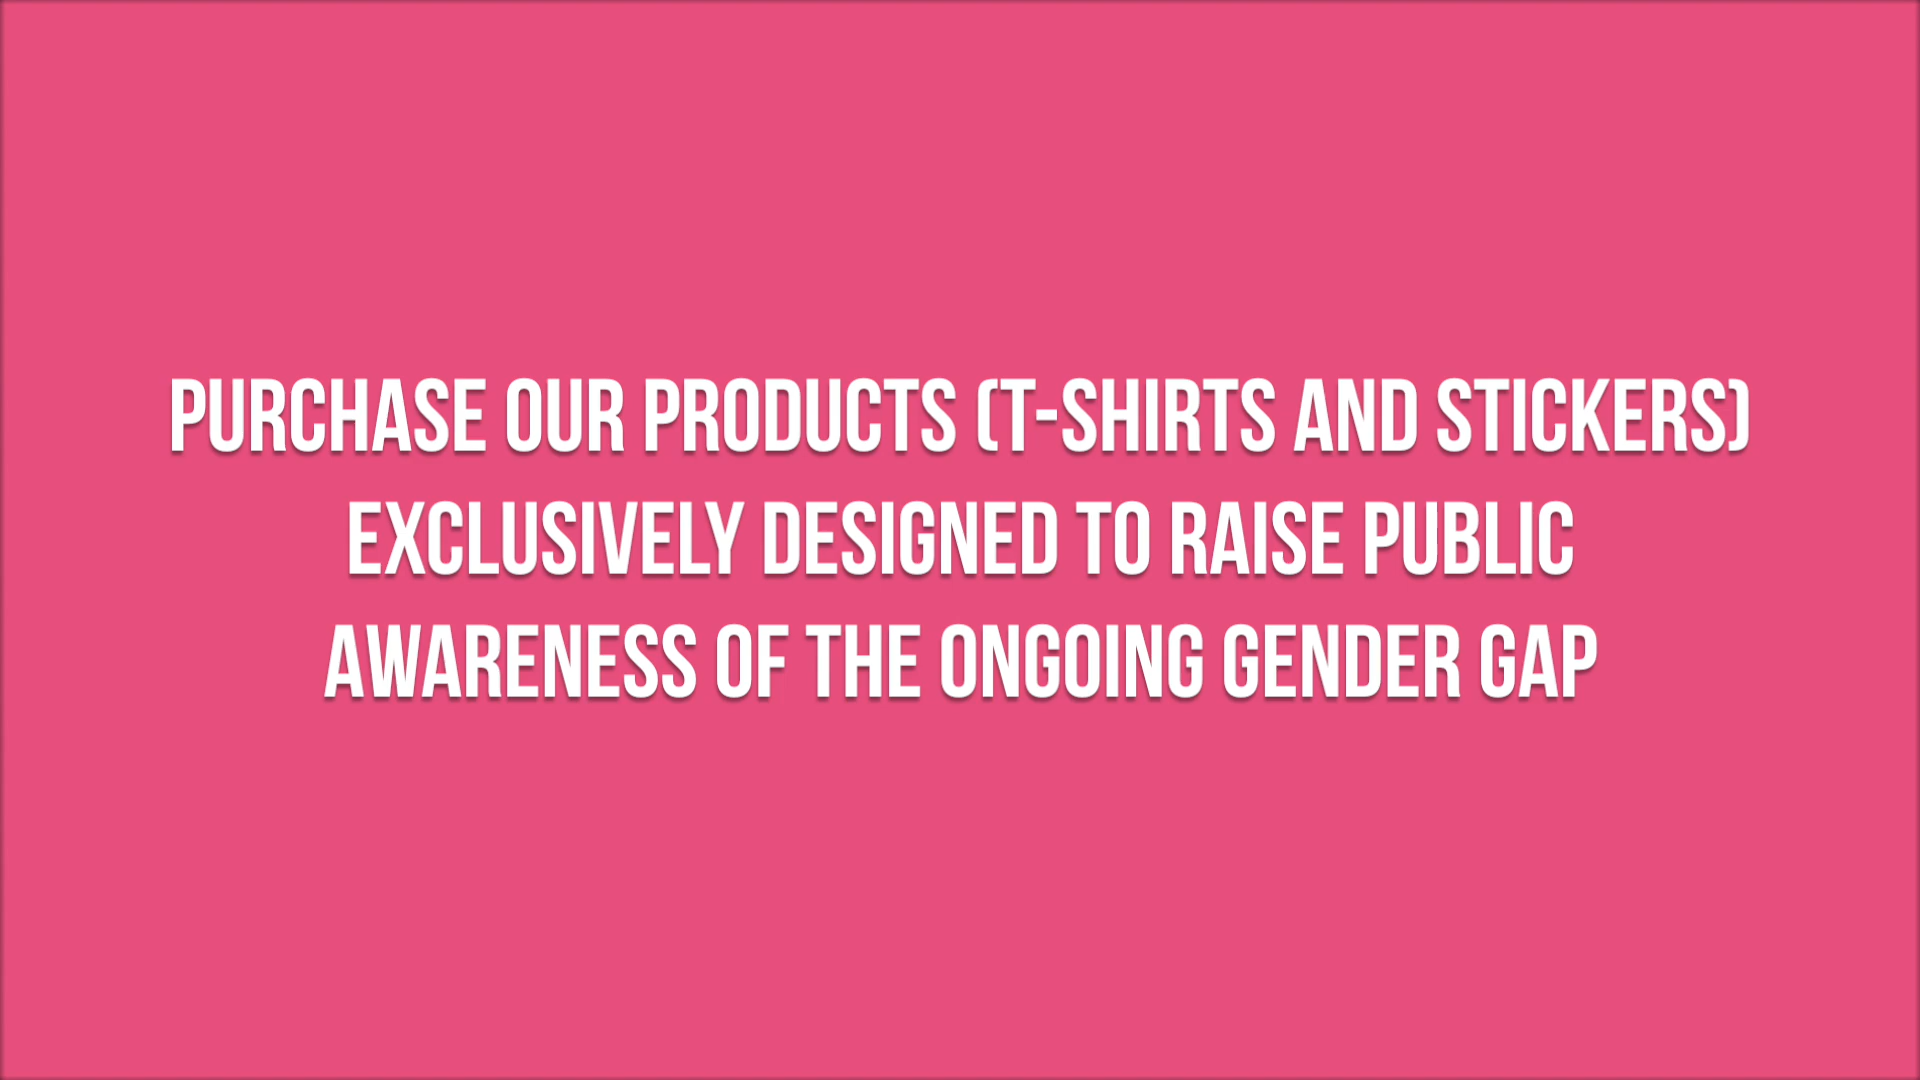 PURCHASE OUR PRODUCTS (T-SHIRTS AND STICKERS)
EXCLUSIVELY DESIGNED TO RAISE PUBLIC
AWARENESS OF THE ONGOING GENDER GAP